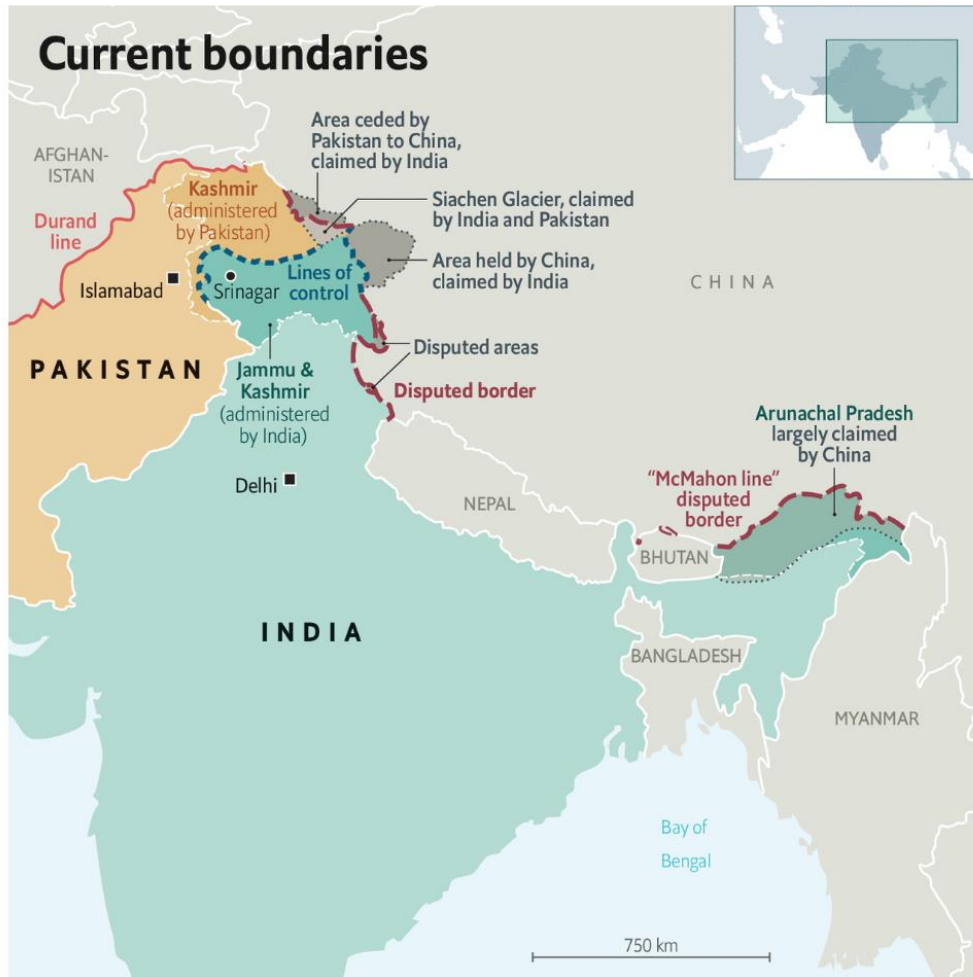 Current boundaries
Area ceded by
Pakistan to China,
claimed by India
AFGHAN-
ISTAN
Kashmir
(administered
by Pakistan)
Siachen Glacier, claimed
by India and Pakistan
Durand
line
Area held by China,
claimed by India
Islamabad
Srinagar
Lines of
control
CHINA
PAKISTAN
Jammu &
Kashmir
(administered
by India)
Disputed areas
Disputed border
Arunachal Pradesh
largely claimed
by China
Delhi
NEPAL
“McMahon line”
disputed
border
BHUTAN
INDIA
BANGLADESH
MYANMAR
Bay of
Bengal
750 km